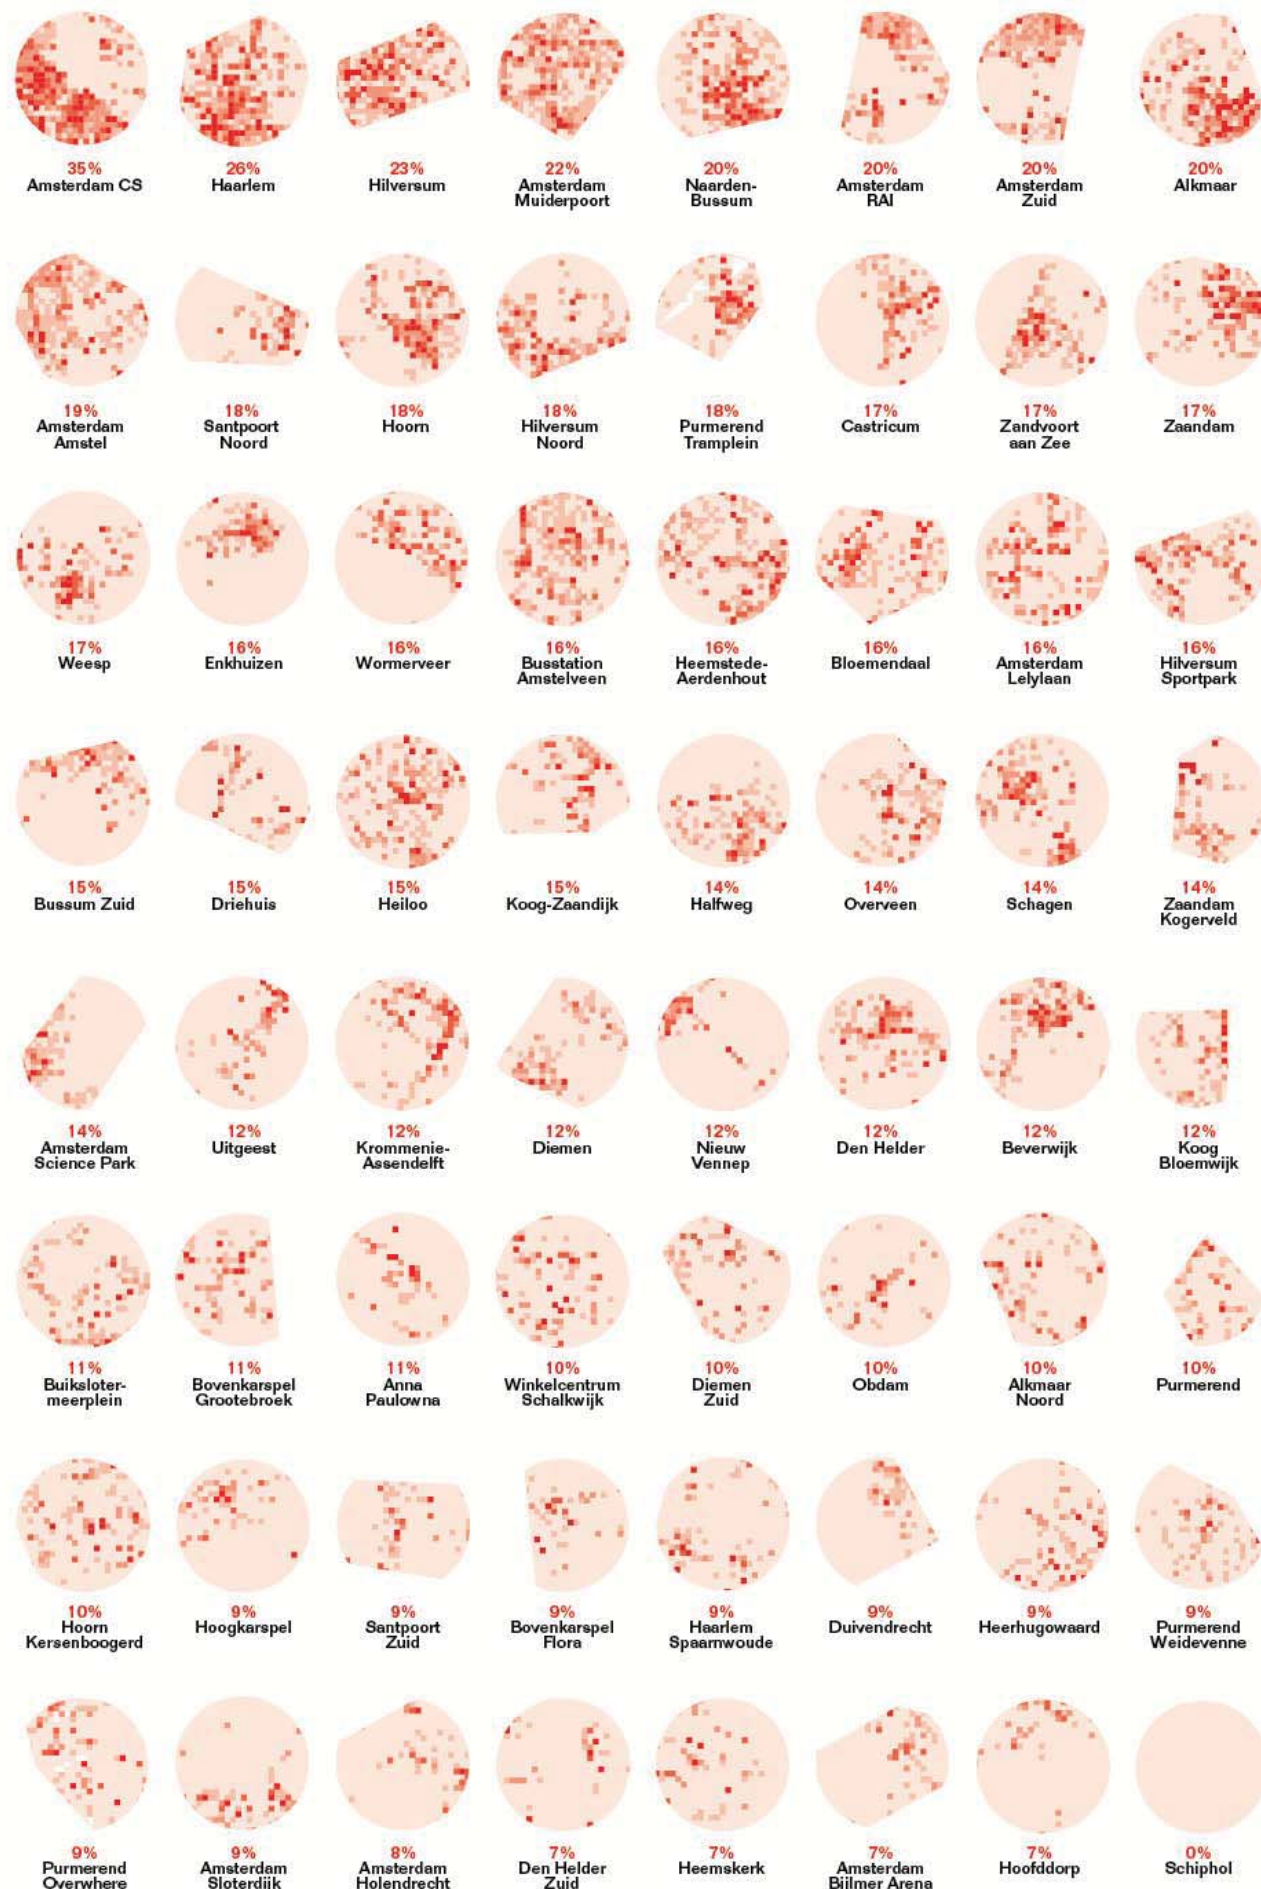 35%
Amsterdam CS
26%
Haarlem
23%
Hilversum
22%
Amsterdam
Muiderpoort
20%
Naarden-
Bussum
20%
Amsterdam
RAI
20%
Amsterdam
Zuid
20%
Alkmaar
19%
Amsterdam
Amstel
18%
Santpoort
Noord
18%
Hoorn
18%
Hilversum
Noord
18%
Purmerend
Tramplein
17%
Castricum
17%
Zandvoort
aan Zee
17%
Zaandam
17%
Weesp
16%
Enkhuizen
16%
Wormerveer
16%
Busstation
Amstelveen
16%
Heemstede-
Aerdenhout
16%
Bloemendaal
16%
Amsterdam
Lelylaan
16%
Hilversum
Sportpark
15%
Bussum Zuid
15%
Driehuis
15%
Heiloo
15%
Koog-Zaandijk
14%
Halfweg
14%
Overveen
14%
Schagen
14%
Zaandam
Kogerveld
14%
Amsterdam
Science Park
12%
Uitgeest
12%
Krommenie-
Assendelft
12%
Diemen
12%
Nieuw
Vennep
12%
Den Helder
12%
Beverwijk
12%
Koog
Bloemwijk
11%
Buiksloter-
meerplein
11%
Bovenkarspel
Grootebroek
11%
Anna
Paulowna
10%
Winkelcentrum
Schalkwijk
10%
Diemen
Zuid
10%
Obdam
10%
Alkmaar
Noord
10%
Purmerend
10%
Hoorn
Kersenboogerd
9%
Hoogkarspel
9%
Santpoort
Zuid
9%
Bovenkarspel
Flora
9%
Haarlem
Spaarnwoude
9%
Duivendrecht
9%
Heerhugowaard
9%
Purmerend
Weidevenne
9%
Purmerend
Overwhere
9%
Amsterdam
Sloterdijk
8%
Amsterdam
Holendrecht
7%
Den Helder
Zuid
7%
Heemskerk
7%
Amsterdam
Bijlmer Arena
7%
Hoofddorp
0%
Schiphol